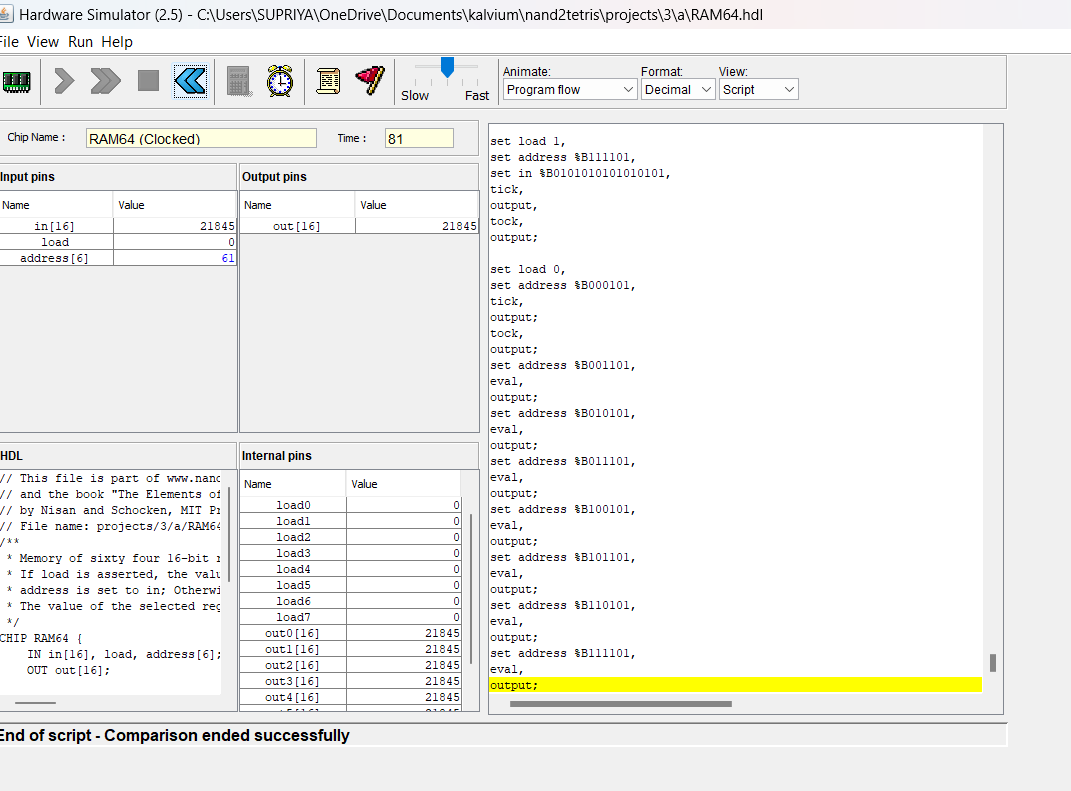 Hardware Simulator (2.5) - C:\Users\SUPRIYA\OneDrive\Documents\kalvium\nand2tetris\projects\3\a\RAM64.hdl
File View Run Help
Slow Fast
Animate: Format: View:
Program flow Decimal Script
Chip Name : RAM64 (Clocked) Time : 81
Input pins
Name Value
in[16] 21845
load 0
address[6] 61
Output pins
Name Value
out[16] 21845
HDL
// This file is part of www.nand
// and the book "The Elements of
// by Nisan and Schocken, MIT Pr
// File name: projects/3/a/RAM64
/**
* Memory of sixty four 16-bit r
* If load is asserted, the valu
* address is set to in; Otherwi
* The value of the selected reg
*/
CHIP RAM64 {
IN in[16], load, address[6];
OUT out[16];
Internal pins
Name Value
load0 0
load1 0
load2 0
load3 0
load4 0
load5 0
load6 0
load7 0
out0[16] 21845
out1[16] 21845
out2[16] 21845
out3[16] 21845
out4[16] 21845
set load 1,
set address %B111101,
set in %B0101010101010101,
tick,
output,
tock,
output;
set load 0,
set address %B000101,
tick,
output;
tock,
output;
set address %B001101,
eval,
output;
set address %B010101,
eval,
output;
set address %B011101,
eval,
output;
set address %B100101,
eval,
output;
set address %B101101,
eval,
output;
set address %B110101,
eval,
output;
set address %B111101,
eval,
output;
End of script - Comparison ended successfully